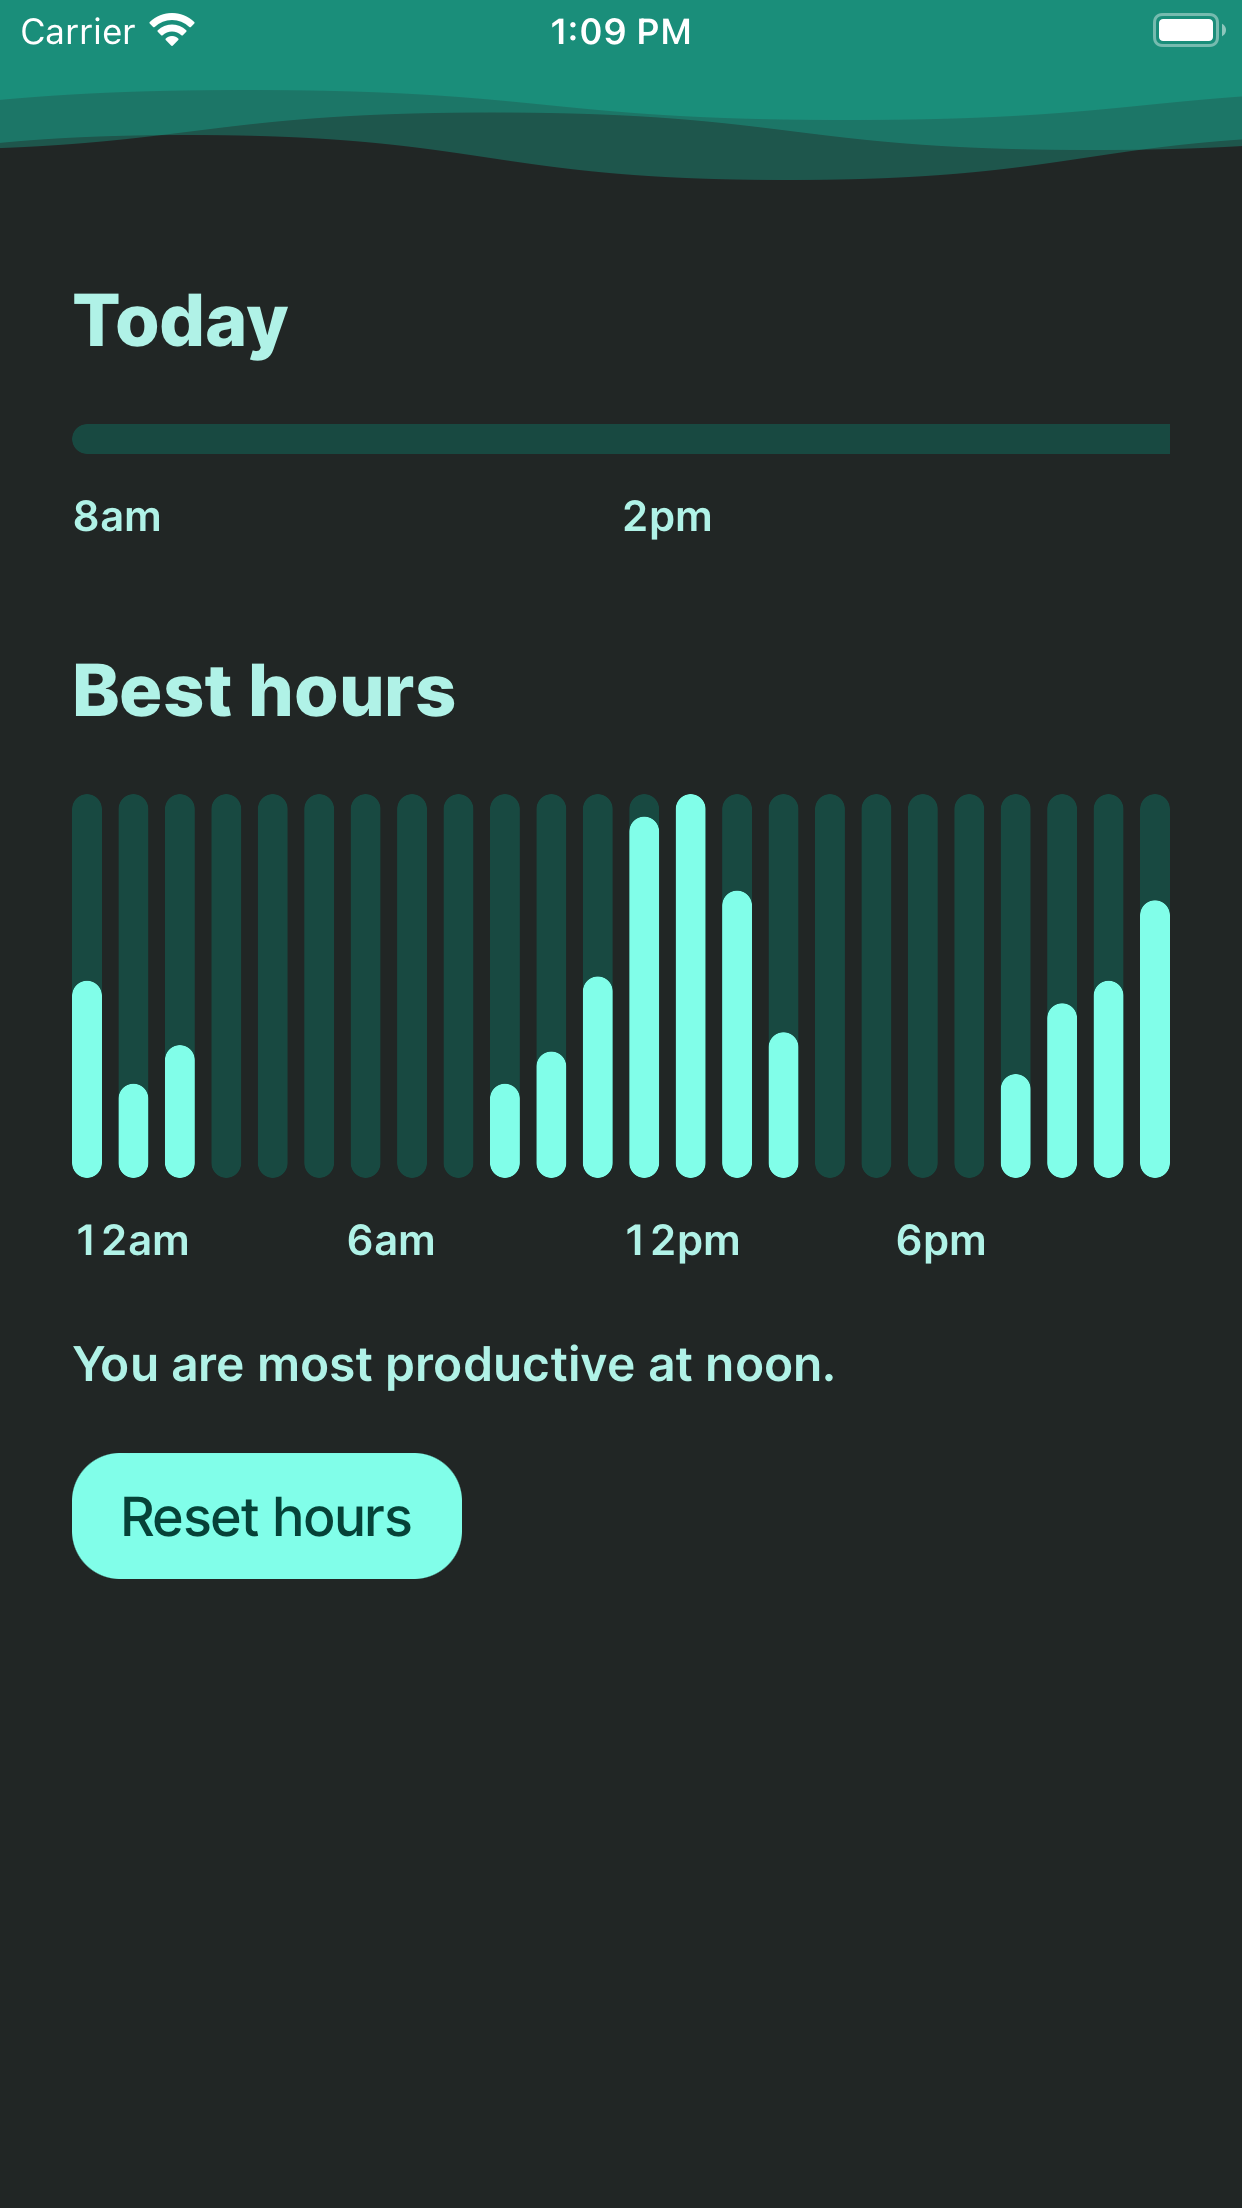 Carrier 1:09 PM
Today
8am 2pm
Best hours
12am 6am 12pm 6pm
You are most productive at noon.
Reset hours